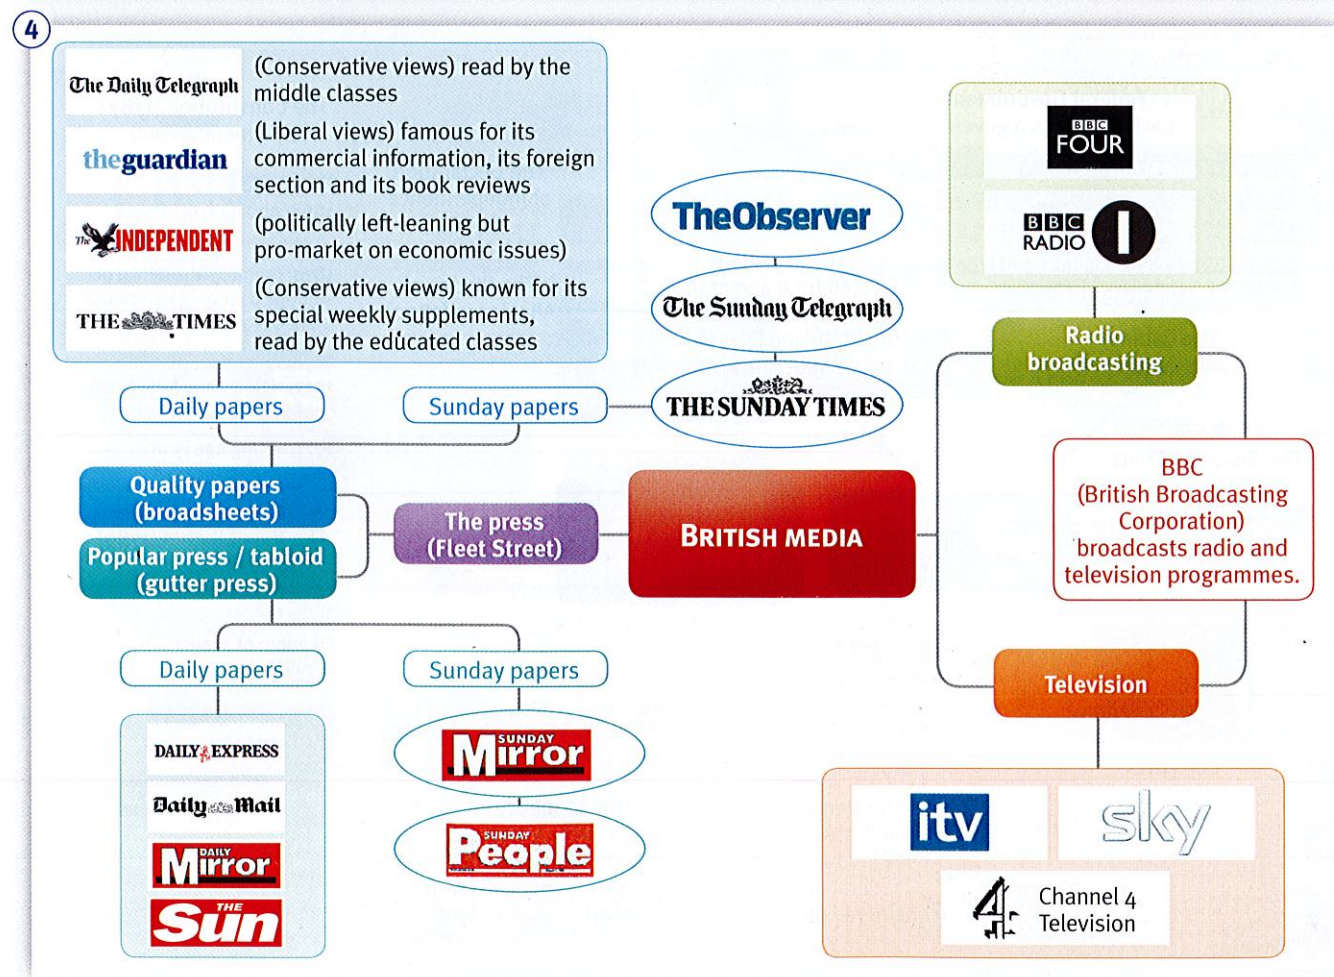 4
The Daily Telegraph
(Conservative views) read by the
middle classes
theguardian
(Liberal views) famous for its
commercial information, its foreign
section and its book reviews
The INDEPENDENT
(politically left-leaning but
pro-market on economic issues)
THE TIMES
(Conservative views) known for its
special weekly supplements,
read by the educated classes
Daily papers
Sunday papers
TheObserver
The Sunday Telegraph
THE SUNDAY TIMES
BBC
FOUR
BBC
RADIO 1
Radio
broadcasting
Quality papers
(broadsheets)
Popular press / tabloid
(gutter press)
The press
(Fleet Street)
BRITISH MEDIA
BBC
(British Broadcasting
Corporation)
broadcasts radio and
television programmes.
Television
Daily papers
Sunday papers
DAILY EXPRESS
Daily Mail
DAILY
Mirror
THE
Sun
SUNDAY
Mirror
SUNDAY
People
itv
sky
4
Channel 4
Television